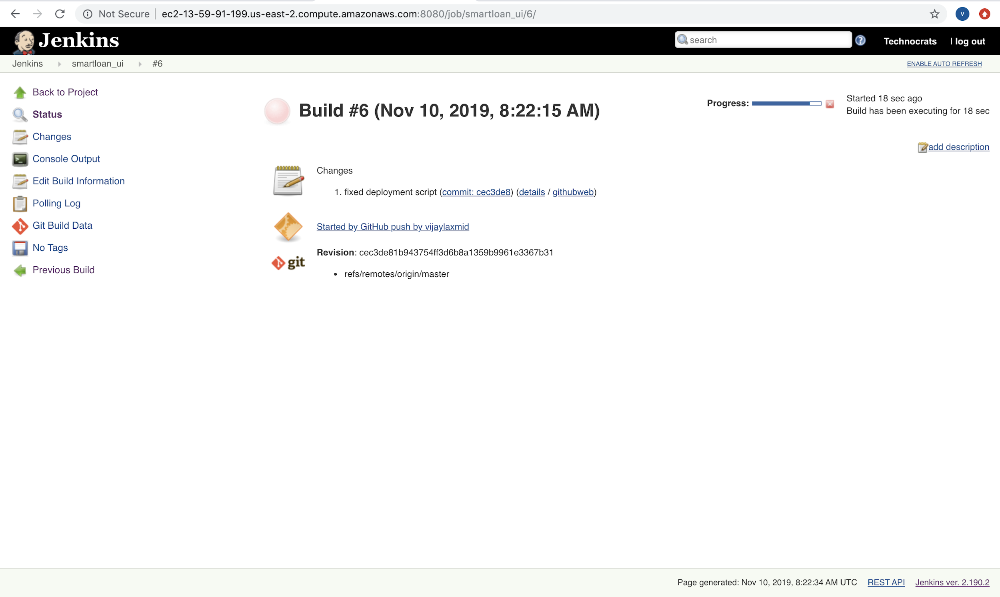 Not Secure | ec2-13-59-91-199.us-east-2.compute.amazonaws.com:8080/job/smartloan_ui/6/
V
Jenkins
search
Technocrats
| log out
Jenkins
smartloan_ui
#6
ENABLE AUTO REFRESH
Back to Project
Status
Changes
Console Output
Edit Build Information
Polling Log
Git Build Data
No Tags
Previous Build
Build #6 (Nov 10, 2019, 8:22:15 AM)
Progress:
Started 18 sec ago
Build has been executing for 18 sec
add description
Changes
1. fixed deployment script (commit: cec3de8) (details / githubweb)
Started by GitHub push by vijaylaxmid
git
Revision: cec3de81b943754ff3d6b8a1359b9961e3367b31
• refs/remotes/origin/master
Page generated: Nov 10, 2019, 8:22:34 AM UTC
REST API
Jenkins ver. 2.190.2